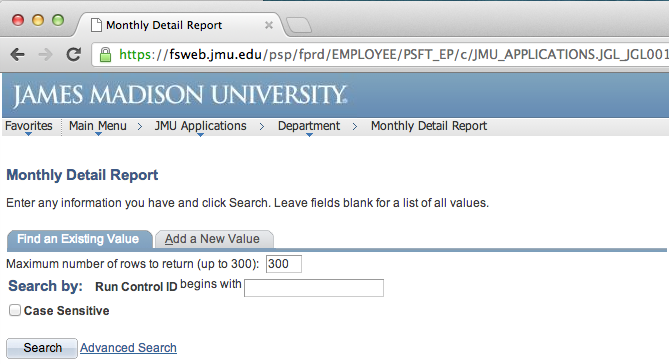 Monthly Detail Report
https://fsweb.jmu.edu/psp/fprd/EMPLOYEE/PSFT_EP/c/JMU_APPLICATIONS.JGL_JGL001
JAMES MADISON UNIVERSITY.
Favorites Main Menu > JMU Applications > Department > Monthly Detail Report
Monthly Detail Report
Enter any information you have and click Search. Leave fields blank for a list of all values.
Find an Existing Value Add a New Value
Maximum number of rows to return (up to 300): 300
Search by: Run Control ID begins with
Case Sensitive
Search Advanced Search